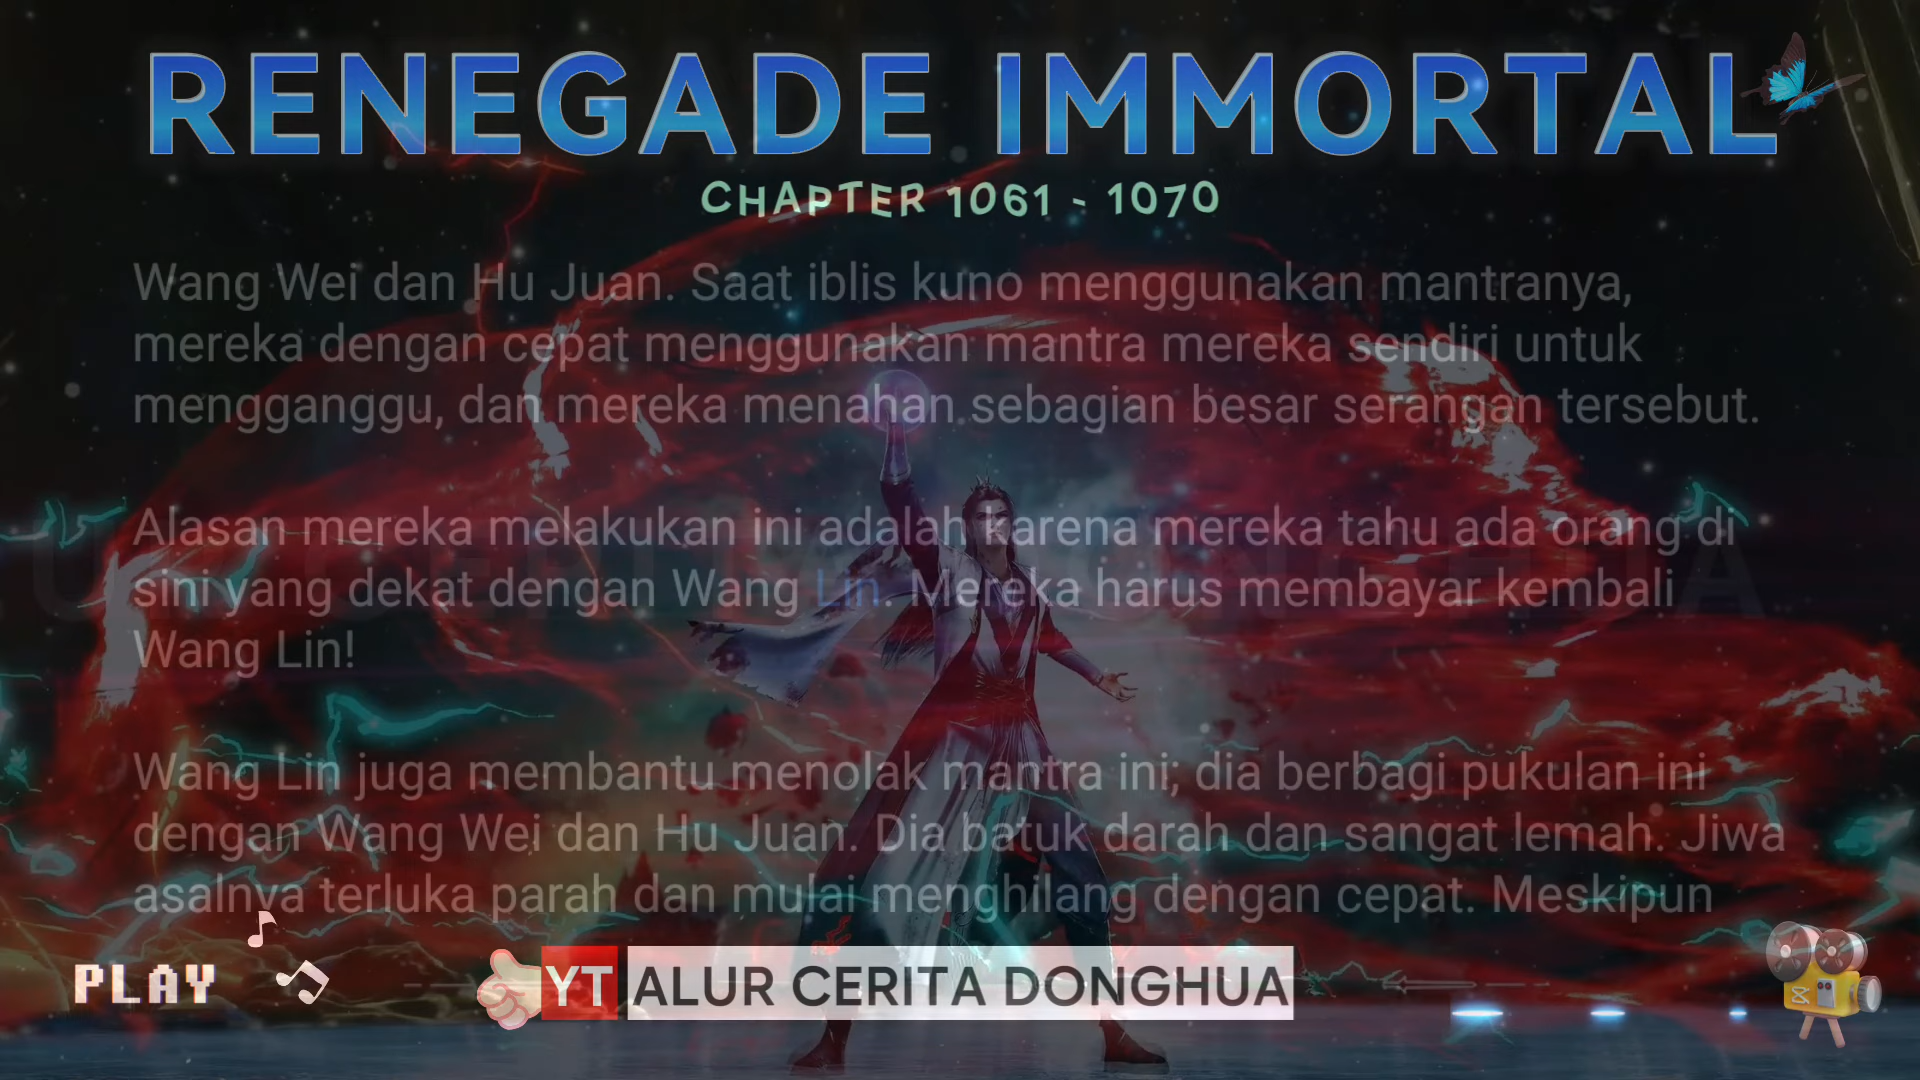 RENEGADE IMMORTAL
CHAPTER 1061 - 1070
Wang Wei dan Hu Juan. Saat iblis kuno menggunakan mantranya,
mereka dengan cepat menggunakan mantra mereka sendiri untuk
mengganggu, dan mereka menahan sebagian besar serangan tersebut.
Alasan mereka melakukan ini adalah karena mereka tahu ada orang di
sini yang dekat dengan Wang Lin. Mereka harus membayar kembali
Wang Lin!
Wang Lin juga membantu menolak mantra ini; dia berbagi pukulan ini
dengan Wang Wei dan Hu Juan. Dia batuk darah dan sangat lemah. Jiwa
asalnya terluka parah dan mulai menghilang dengan cepat. Meskipun
PLAY
YT ALUR CERITA DONGHUA